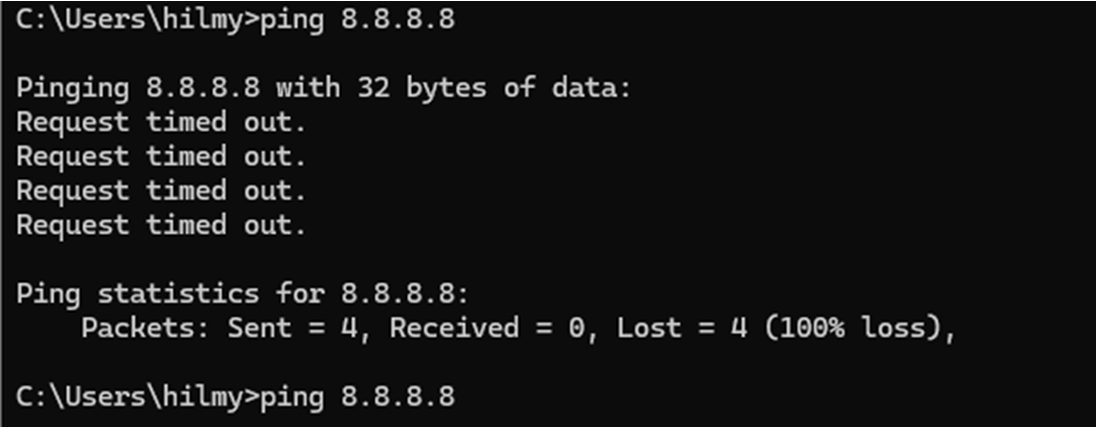 C:\Users\hilmy>ping 8.8.8.8
Pinging 8.8.8.8 with 32 bytes of data:
Request timed out.
Request timed out.
Request timed out.
Request timed out.
Ping statistics for 8.8.8.8:
    Packets: Sent = 4, Received = 0, Lost = 4 (100% loss),
C:\Users\hilmy>ping 8.8.8.8